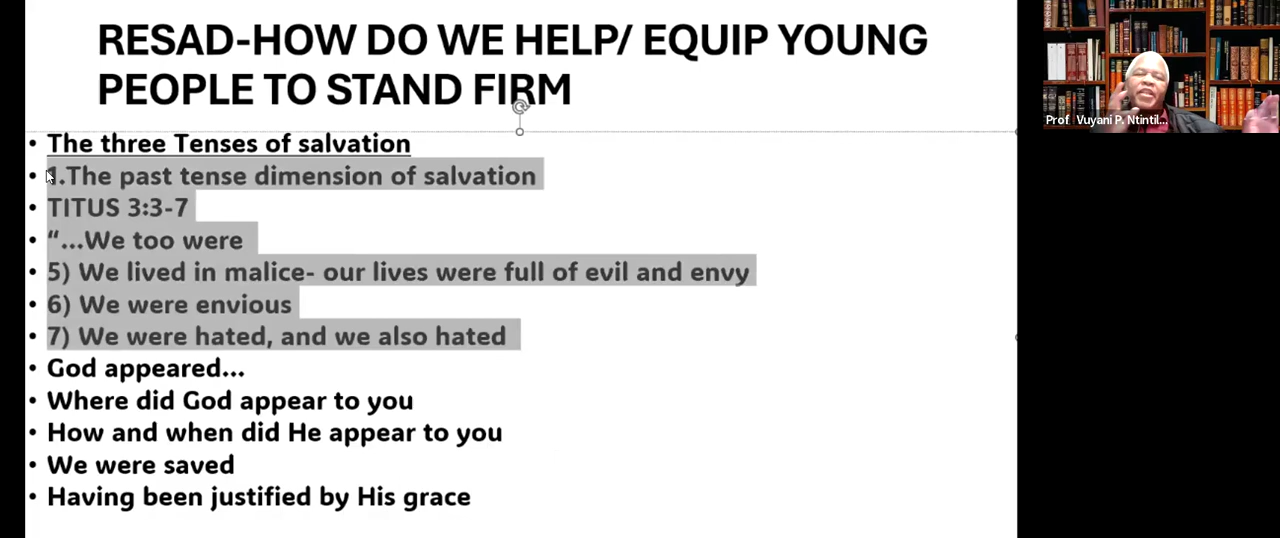 RESAD-HOW DO WE HELP/ EQUIP YOUNG
PEOPLE TO STAND FIRM
• The three Tenses of salvation
• 1.The past tense dimension of salvation
• TITUS 3:3-7
• “...We too were
• 5) We lived in malice- our lives were full of evil and envy
• 6) We were envious
• 7) We were hated, and we also hated
• God appeared...
• Where did God appear to you
• How and when did He appear to you
• We were saved
• Having been justified by His grace
Prof Vuyani P. Ntintil...